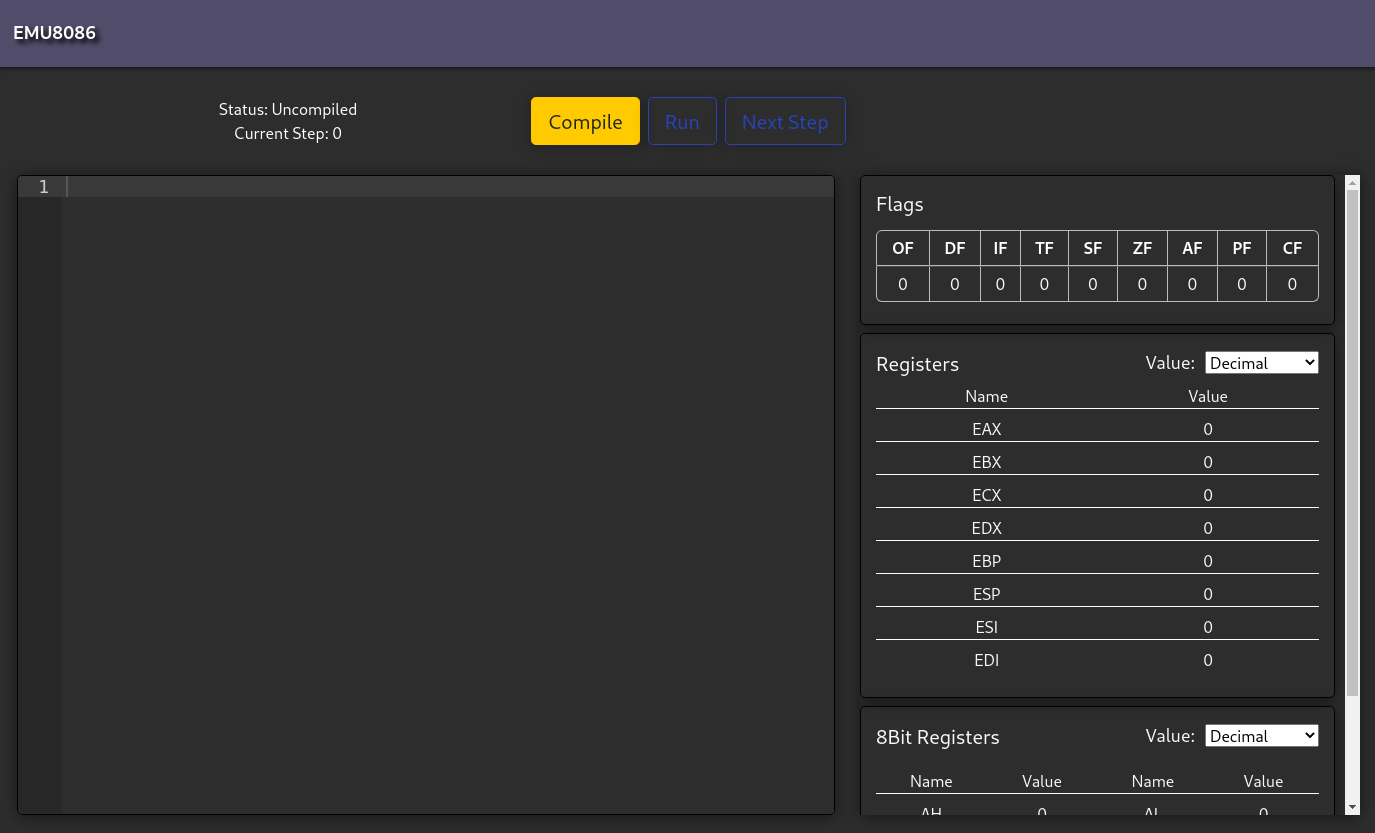 EMU8086
Status: Uncompiled
Current Step: 0
Compile Run Next Step
1
Flags
OF DF IF TF SF ZF AF PF CF
0 0 0 0 0 0 0 0 0
Registers Value: Decimal
Name Value
EAX 0
EBX 0
ECX 0
EDX 0
EBP 0
ESP 0
ESI 0
EDI 0
8Bit Registers Value: Decimal
Name Value Name Value
AH 0 AL 0